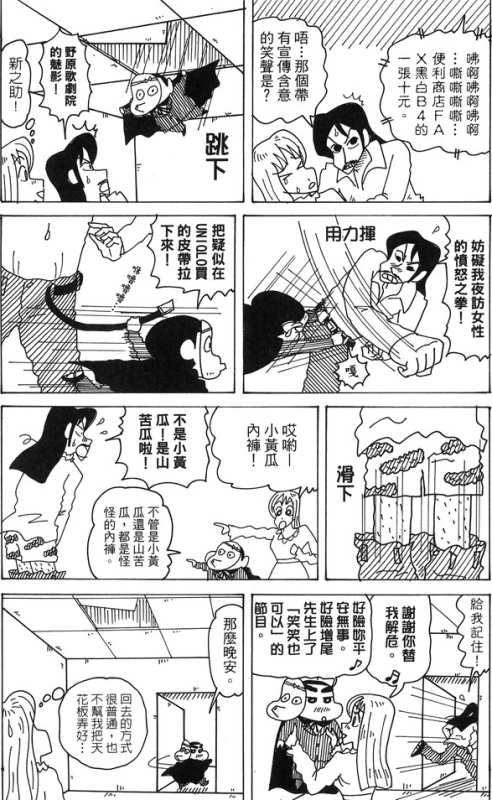 咈啊咈啊咈啊
…嘶嘶嘶…
便利商店FA
X黑白B4的
一張十元。
唔…那個帶
有宣傳含意
的笑聲是？
跳下
野原歌劇院
的魅影！
新之助！
妨礙我夜訪女性
的憤怒之拳！
用力揮
嘎
把疑似在
UNIQLO買
的皮帶拉
下來！
滑下
哎喲ー
小黃瓜
內褲！
不是小黃
瓜！是山
苦瓜啦！
不管是小黃
瓜還是山苦
瓜，都是怪
怪的內褲。
給我記住！
謝謝你替
我解危。
好險妳平
安無事。
好險增尾
先生上了
「笑笑也
可以」的
節目。
那麼晚安。
回去的方式
很普通，也
不幫我把天
花板弄好…